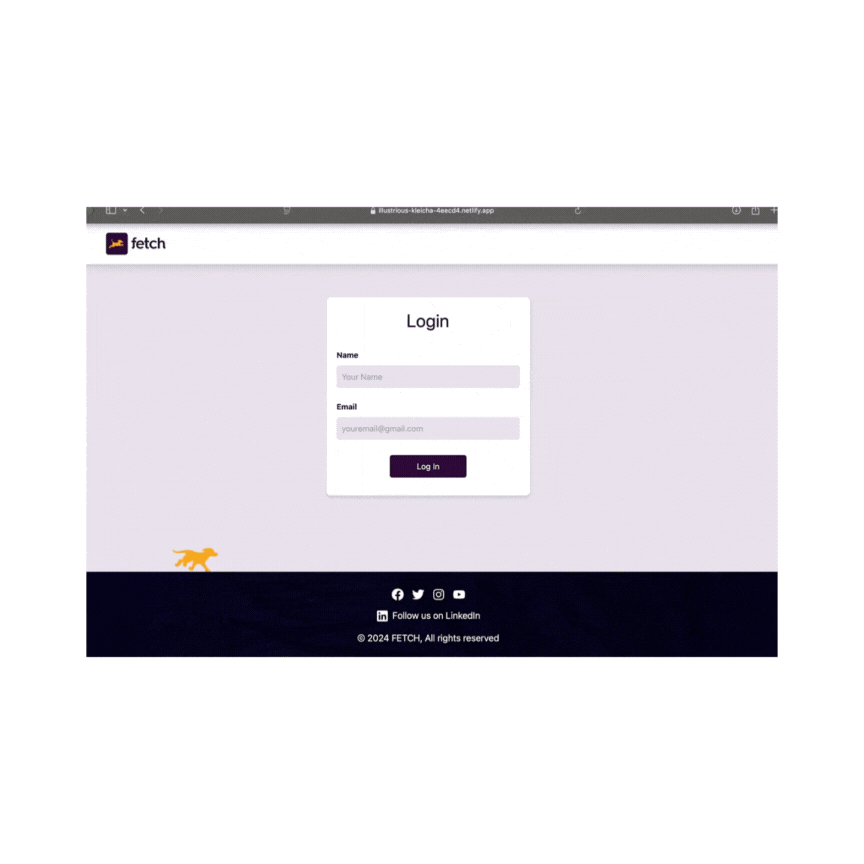 illustrious-kleicha-4eecd4.netlify.app
fetch
Login
Name
Your Name
Email
youremail@gmail.com
Log In
Follow us on LinkedIn
© 2024 FETCH, All rights reserved